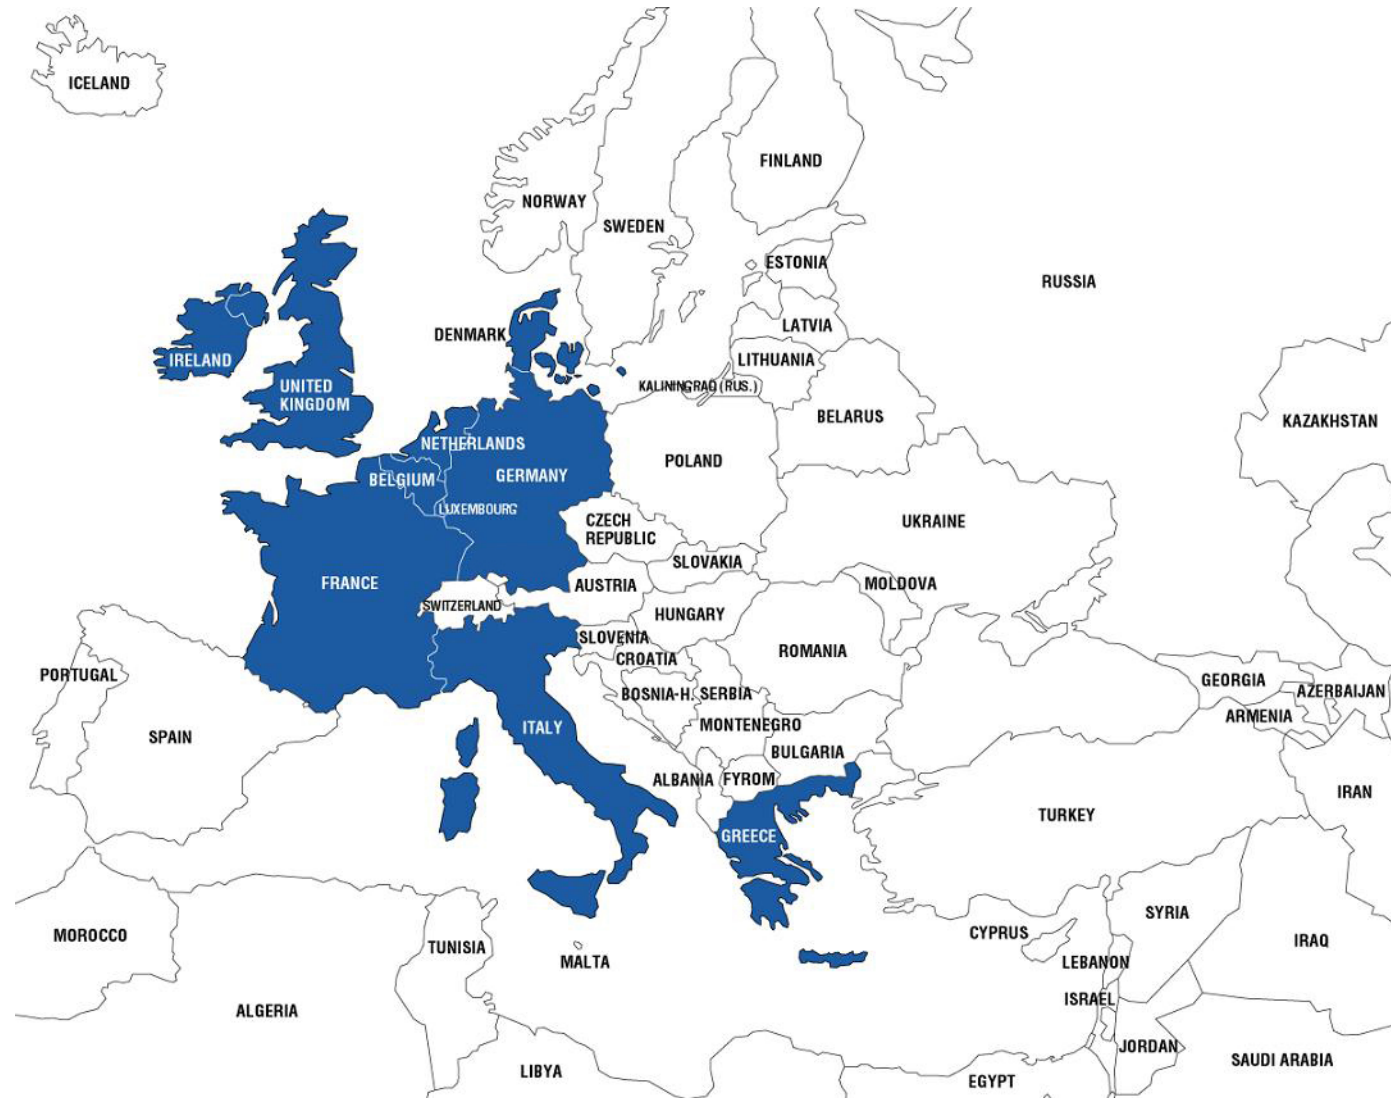 ICELAND
FINLAND
NORWAY
SWEDEN
ESTONIA
RUSSIA
LATVIA
DENMARK
LITHUANIA
IRELAND
KALININGRAD (RUS.)
UNITED
KINGDOM
BELARUS
KAZAKHSTAN
NETHERLANDS
POLAND
BELGIUM
GERMANY
LUXEMBOURG
CZECH
REPUBLIC
UKRAINE
SLOVAKIA
FRANCE
AUSTRIA
MOLDOVA
SWITZERLAND
HUNGARY
SLOVENIA
ROMANIA
CROATIA
PORTUGAL
GEORGIA
BOSNIA-H.
SERBIA
AZERBAIJAN
ARMENIA
MONTENEGRO
ITALY
SPAIN
BULGARIA
ALBANIA
FYROM
IRAN
TURKEY
GREECE
SYRIA
MOROCCO
CYPRUS
IRAQ
TUNISIA
MALTA
LEBANON
ISRAEL
ALGERIA
JORDAN
SAUDI ARABIA
LIBYA
EGYPT